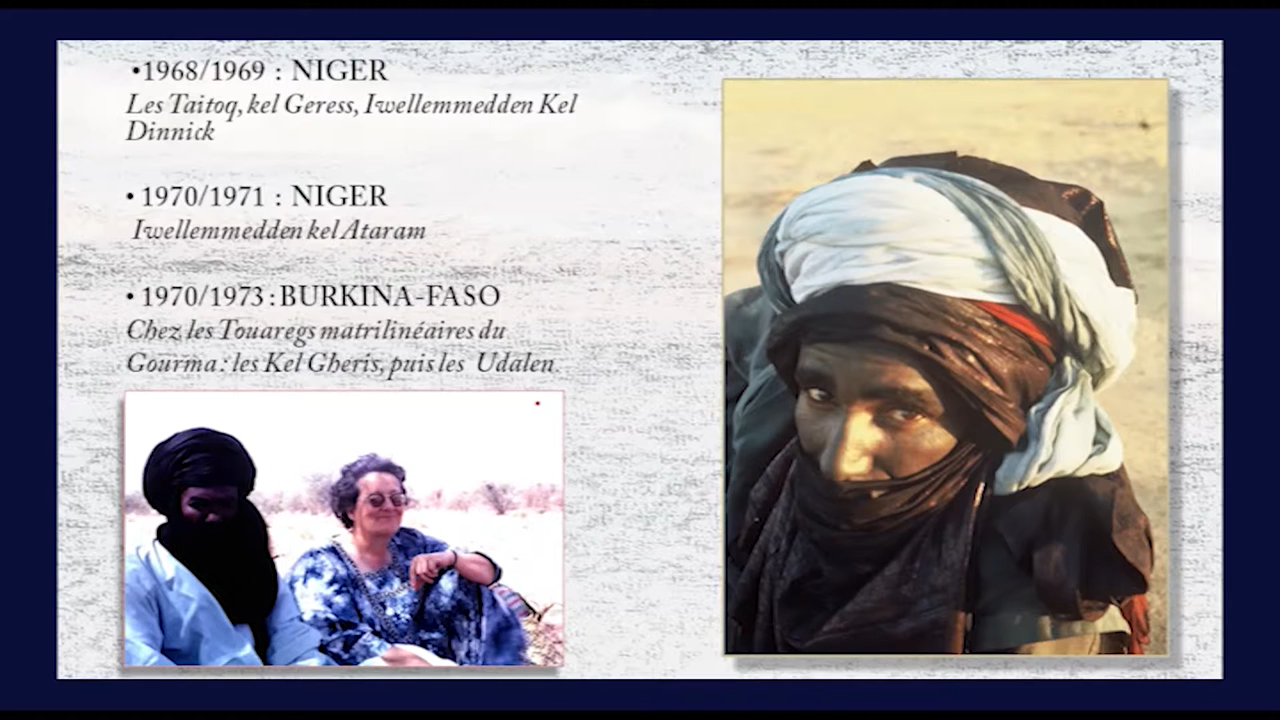 •1968/1969 : NIGER
Les Taitoq, kel Geress, Iwellemmedden Kel
Dinnick
• 1970/1971 : NIGER
Iwellemmedden kel Ataram
• 1970/1973 : BURKINA-FASO
Chez les Touaregs matrilinéaires du
Gourma : les Kel Gheris, puis les Udalen